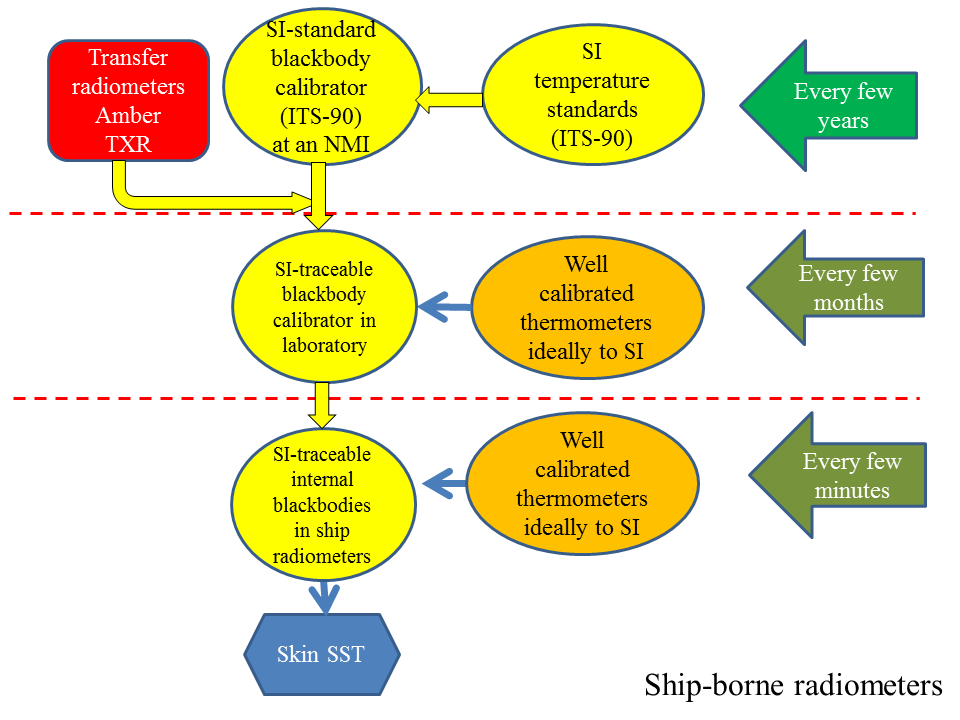 Transfer
radiometers
Amber
TXR
SI-standard
blackbody
calibrator
(ITS-90)
at an NMI
SI
temperature
standards
(ITS-90)
Every few
years
SI-traceable
blackbody
calibrator in
laboratory
Well
calibrated
thermometers
ideally to SI
Every few
months
SI-traceable
internal
blackbodies
in ship
radiometers
Well
calibrated
thermometers
ideally to SI
Every few
minutes
Skin SST
Ship-borne radiometers